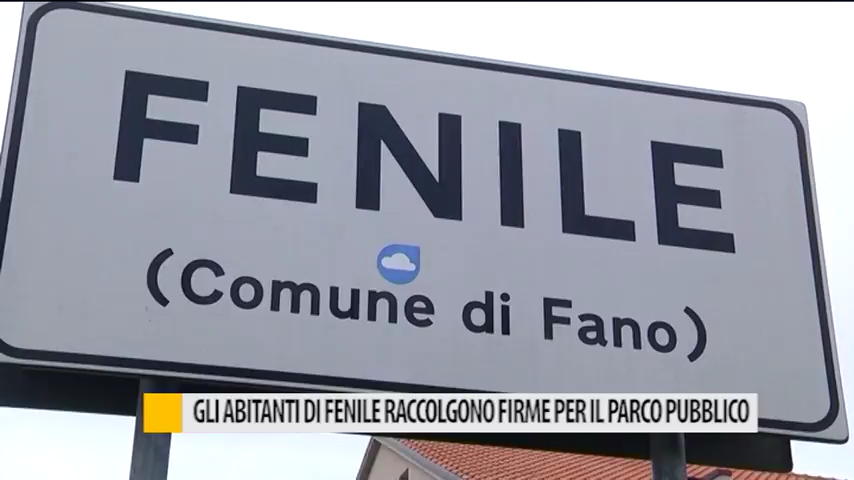 FENILE
(Comune di Fano)
GLI ABITANTI DI FENILE RACCOLGONO FIRME PER IL PARCO PUBBLICO